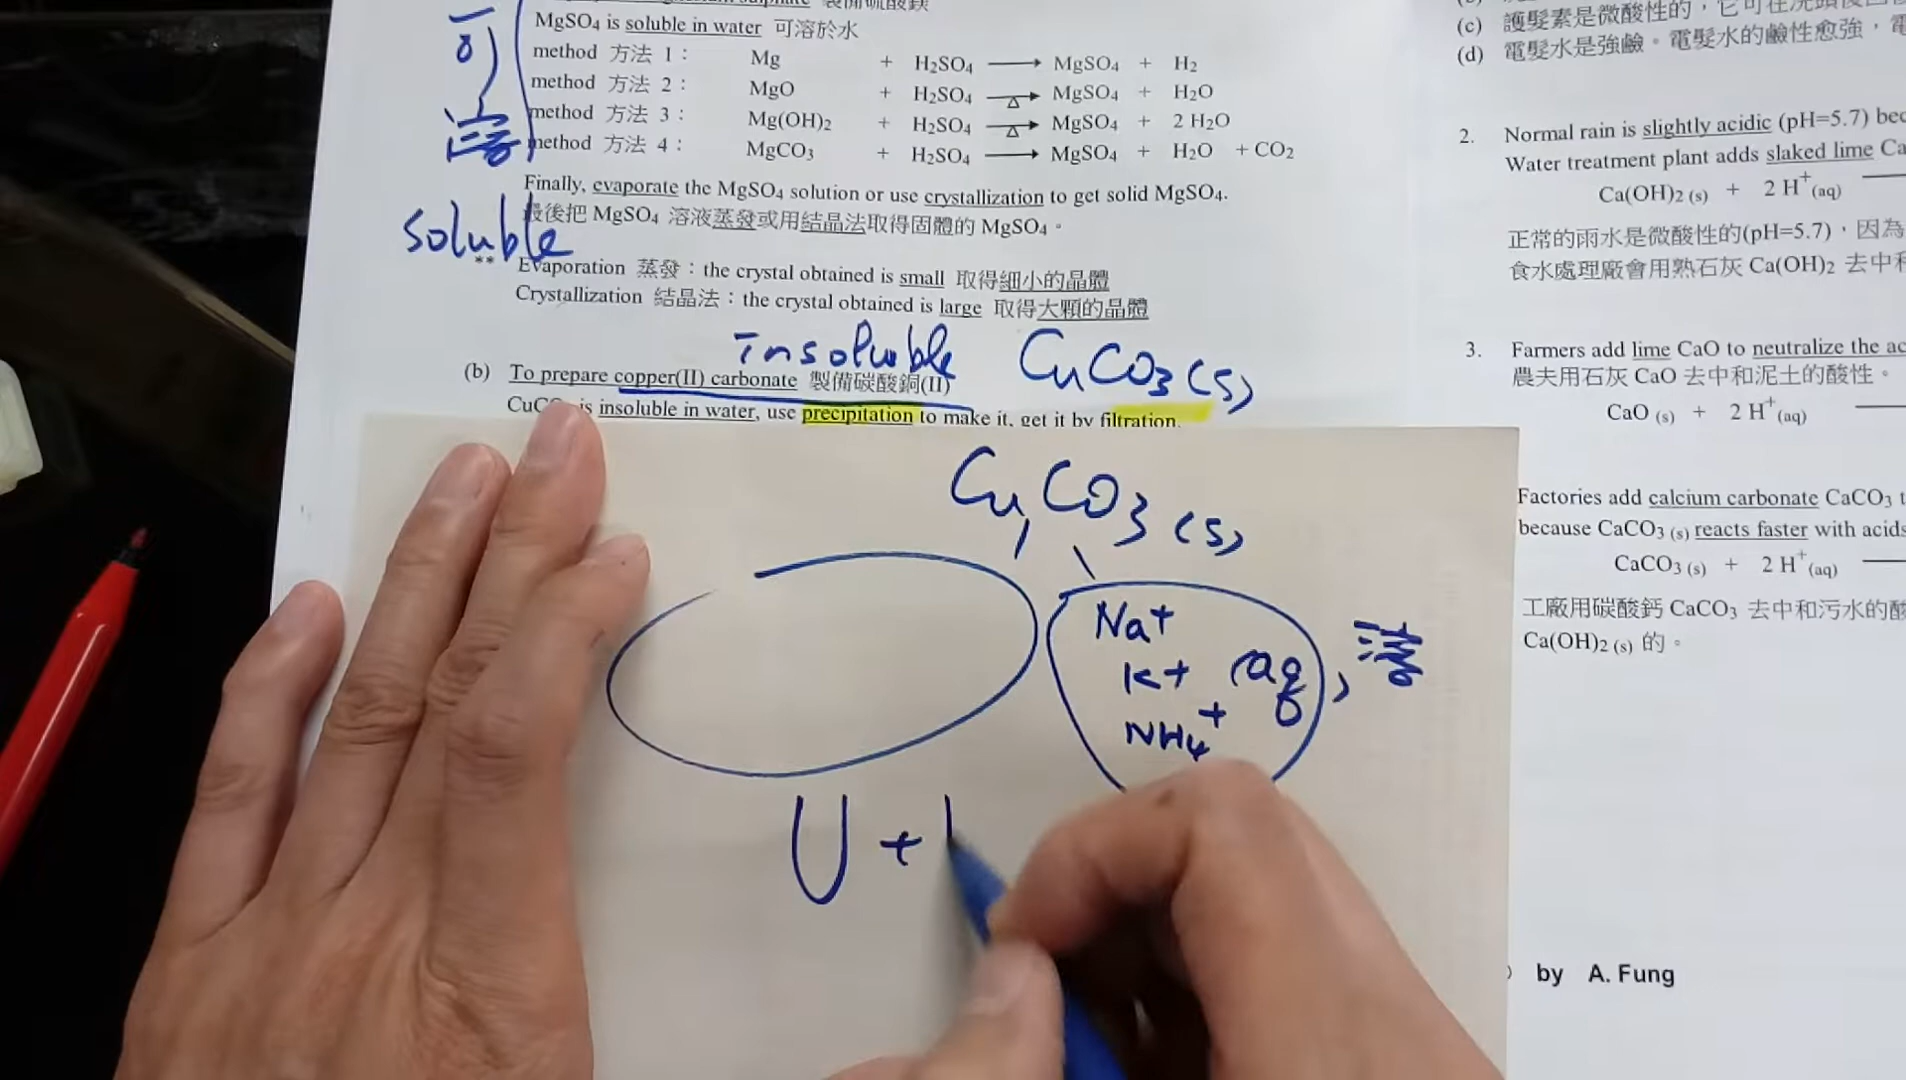 可溶
MgSO4 is soluble in water 可溶於水
method 方法 1： Mg + H2SO4 ⟶ MgSO4 + H2
method 方法 2： MgO + H2SO4 ⟶ △ MgSO4 + H2O
method 方法 3： Mg(OH)2 + H2SO4 ⟶ △ MgSO4 + 2 H2O
method 方法 4： MgCO3 + H2SO4 ⟶ MgSO4 + H2O + CO2
Finally, evaporate the MgSO4 solution or use crystallization to get solid MgSO4.
最後把 MgSO4 溶液蒸發或用結晶法取得固體的 MgSO4。
soluble
** Evaporation 蒸發：the crystal obtained is small 取得細小的晶體
Crystallization 結晶法：the crystal obtained is large 取得大顆的晶體
insoluble CuCO3(s)
(b) To prepare copper(II) carbonate 製備碳酸銅(II)
is insoluble in water, use precipitation to make it, get it by filtration.
CuCO3(s)
Na+
K+ (aq) 溶
NH4+
U +
(c) 護髮素是微酸性的，它可在洗頭後
(d) 電髮水是強鹼。電髮水的鹼性愈強，
2. Normal rain is slightly acidic (pH=5.7)
Water treatment plant adds slaked lime
Ca(OH)2 (s) + 2 H+(aq)
正常的雨水是微酸性的(pH=5.7)，因為
食水處理廠會用熟石灰 Ca(OH)2 去中
3. Farmers add lime CaO to neutralize the
農夫用石灰 CaO 去中和泥土的酸性。
CaO (s) + 2 H+(aq)
Factories add calcium carbonate CaCO3
because CaCO3 (s) reacts faster with acids
CaCO3 (s) + 2 H+(aq)
工廠用碳酸鈣 CaCO3 去中和污水的酸
Ca(OH)2 (s) 的。
by A. Fung